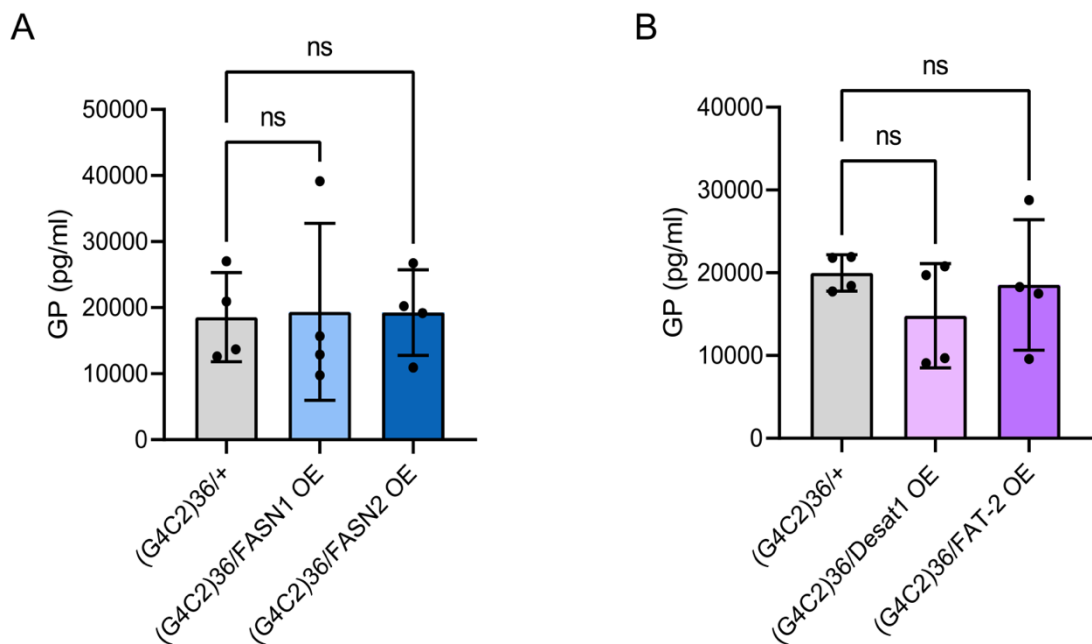 A
ns
ns
50000
40000
30000
20000
10000
0
GP (pg/ml)
(G4C2)36/+
(G4C2)36/FASN1 OE
(G4C2)36/FASN2 OE
B
ns
ns
40000
30000
20000
10000
0
GP (pg/ml)
(G4C2)36/+
(G4C2)36/Desat1 OE
(G4C2)36/FAT-2 OE